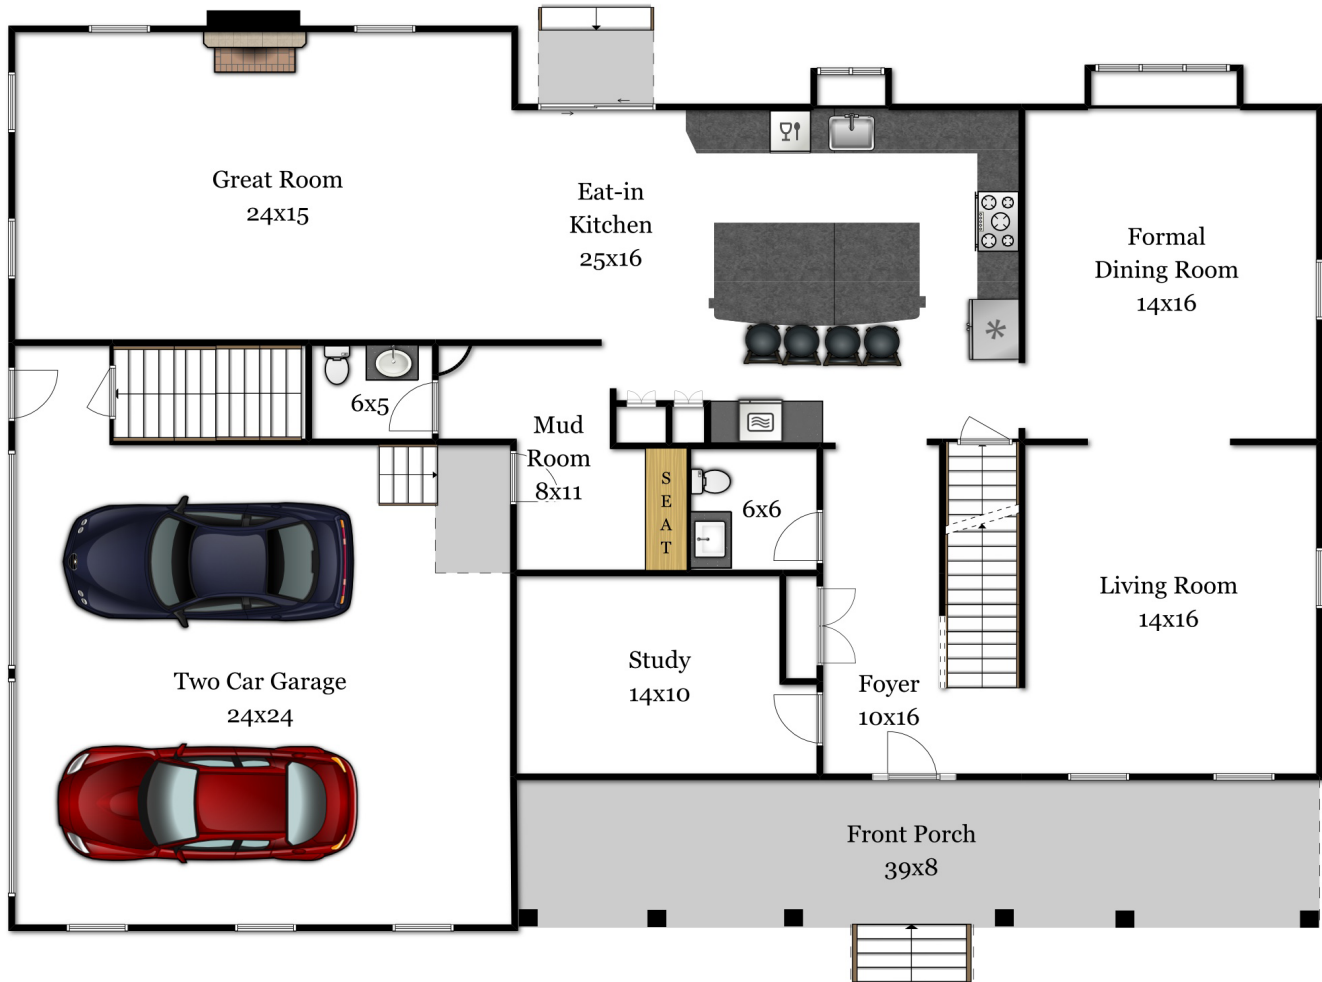 Great Room
24x15
Eat-in
Kitchen
25x16
Formal
Dining Room
14x16
6x5
Mud
Room
8x11
S
E
A
T
6x6
Living Room
14x16
Study
14x10
Two Car Garage
24x24
Foyer
10x16
Front Porch
39x8